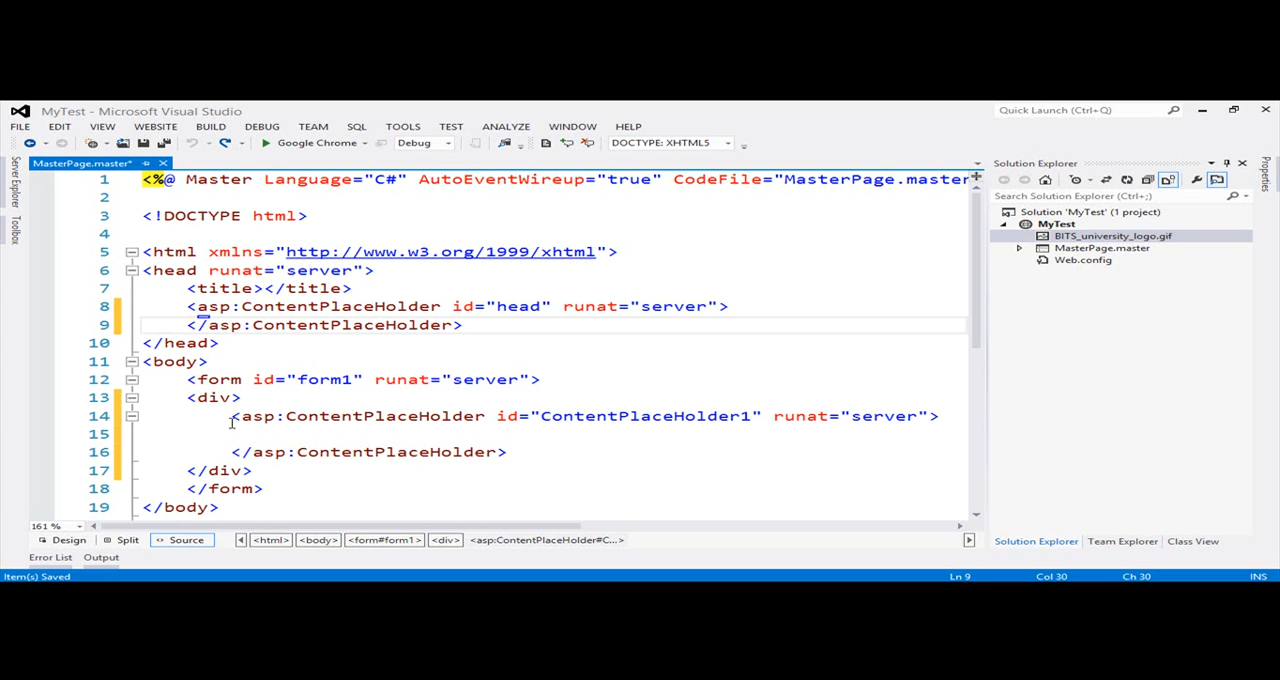 MyTest - Microsoft Visual Studio
Quick Launch (Ctrl+Q)
FILE EDIT VIEW WEBSITE BUILD DEBUG TEAM SQL TOOLS TEST ANALYZE WINDOW HELP
Google Chrome Debug DOCTYPE: XHTML5
MasterPage.master*
Server Explorer
Toolbox
1 <%@ Master Language="C#" AutoEventWireup="true" CodeFile="MasterPage.master
2
3 <!DOCTYPE html>
4
5 <html xmlns="http://www.w3.org/1999/xhtml">
6 <head runat="server">
7 <title></title>
8 <asp:ContentPlaceHolder id="head" runat="server">
9 </asp:ContentPlaceHolder>
10 </head>
11 <body>
12 <form id="form1" runat="server">
13 <div>
14 <asp:ContentPlaceHolder id="ContentPlaceHolder1" runat="server">
15
16 </asp:ContentPlaceHolder>
17 </div>
18 </form>
19 </body>
161 %
Design Split Source <html> <body> <form#form1> <div> <asp:ContentPlaceHolder#C...>
Error List Output
Item(s) Saved Ln 9 Col 30 Ch 30 INS
Solution Explorer
Search Solution Explorer (Ctrl+;)
Solution 'MyTest' (1 project)
MyTest
BITS_university_logo.gif
MasterPage.master
Web.config
Solution Explorer Team Explorer Class View
Properties